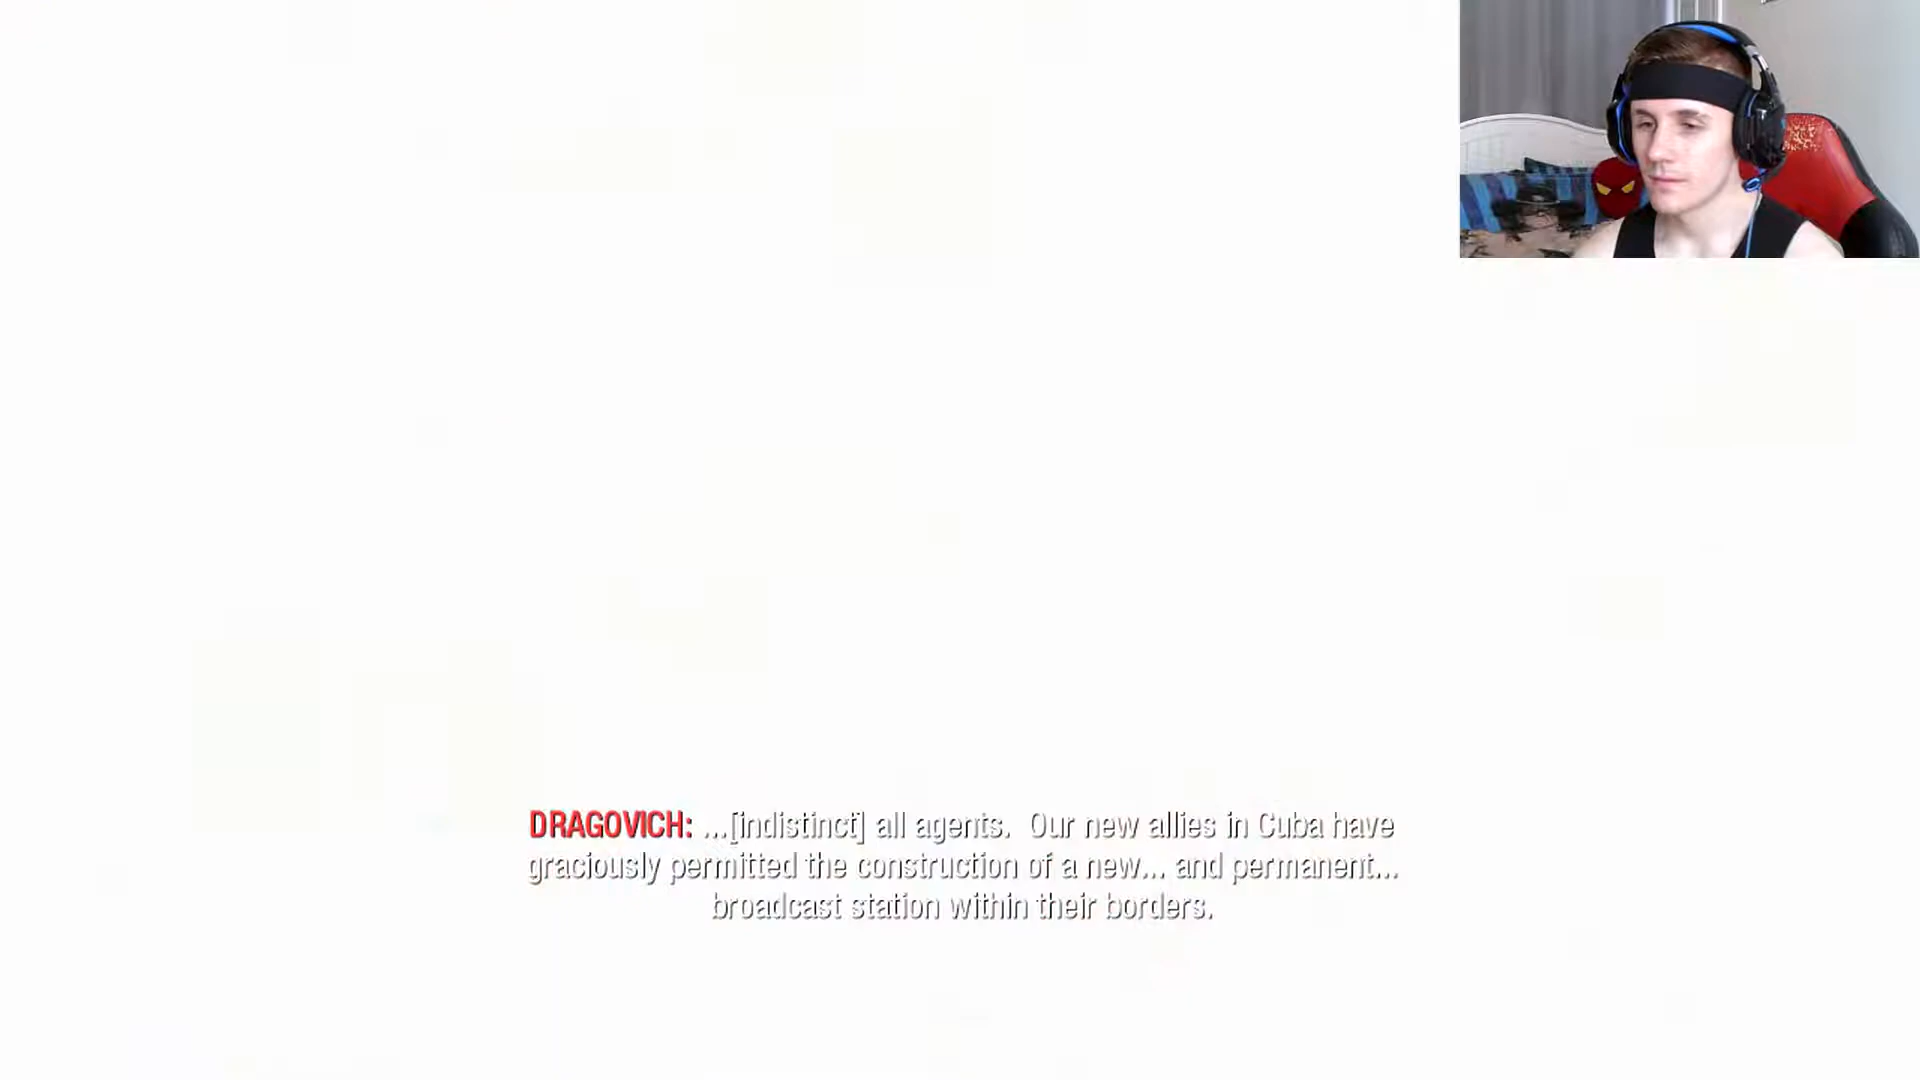 DRAGOVICH: ...[indistinct] all agents.  Our new allies in Cuba have
graciously permitted the construction of a new... and permanent...
broadcast station within their borders.